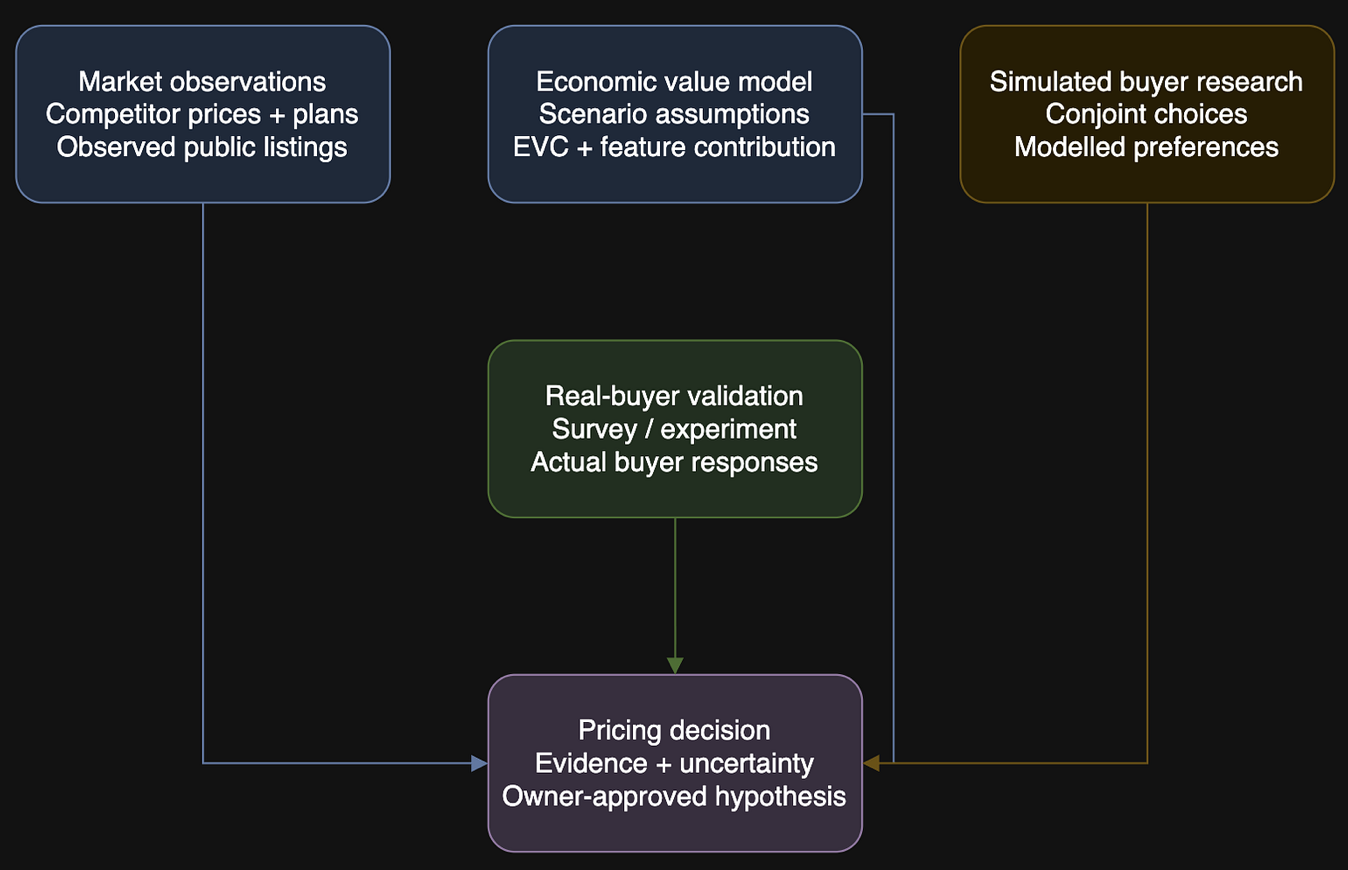 Market observations
Competitor prices + plans
Observed public listings
Economic value model
Scenario assumptions
EVC + feature contribution
Simulated buyer research
Conjoint choices
Modelled preferences
Real-buyer validation
Survey / experiment
Actual buyer responses
Pricing decision
Evidence + uncertainty
Owner-approved hypothesis